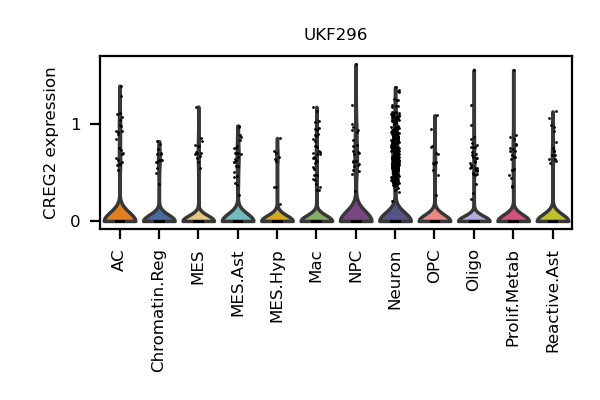 UKF296
CREG2 expression
1
0
AC
Chromatin.Reg
MES
MES.Ast
MES.Hyp
Mac
NPC
Neuron
OPC
Oligo
Prolif.Metab
Reactive.Ast